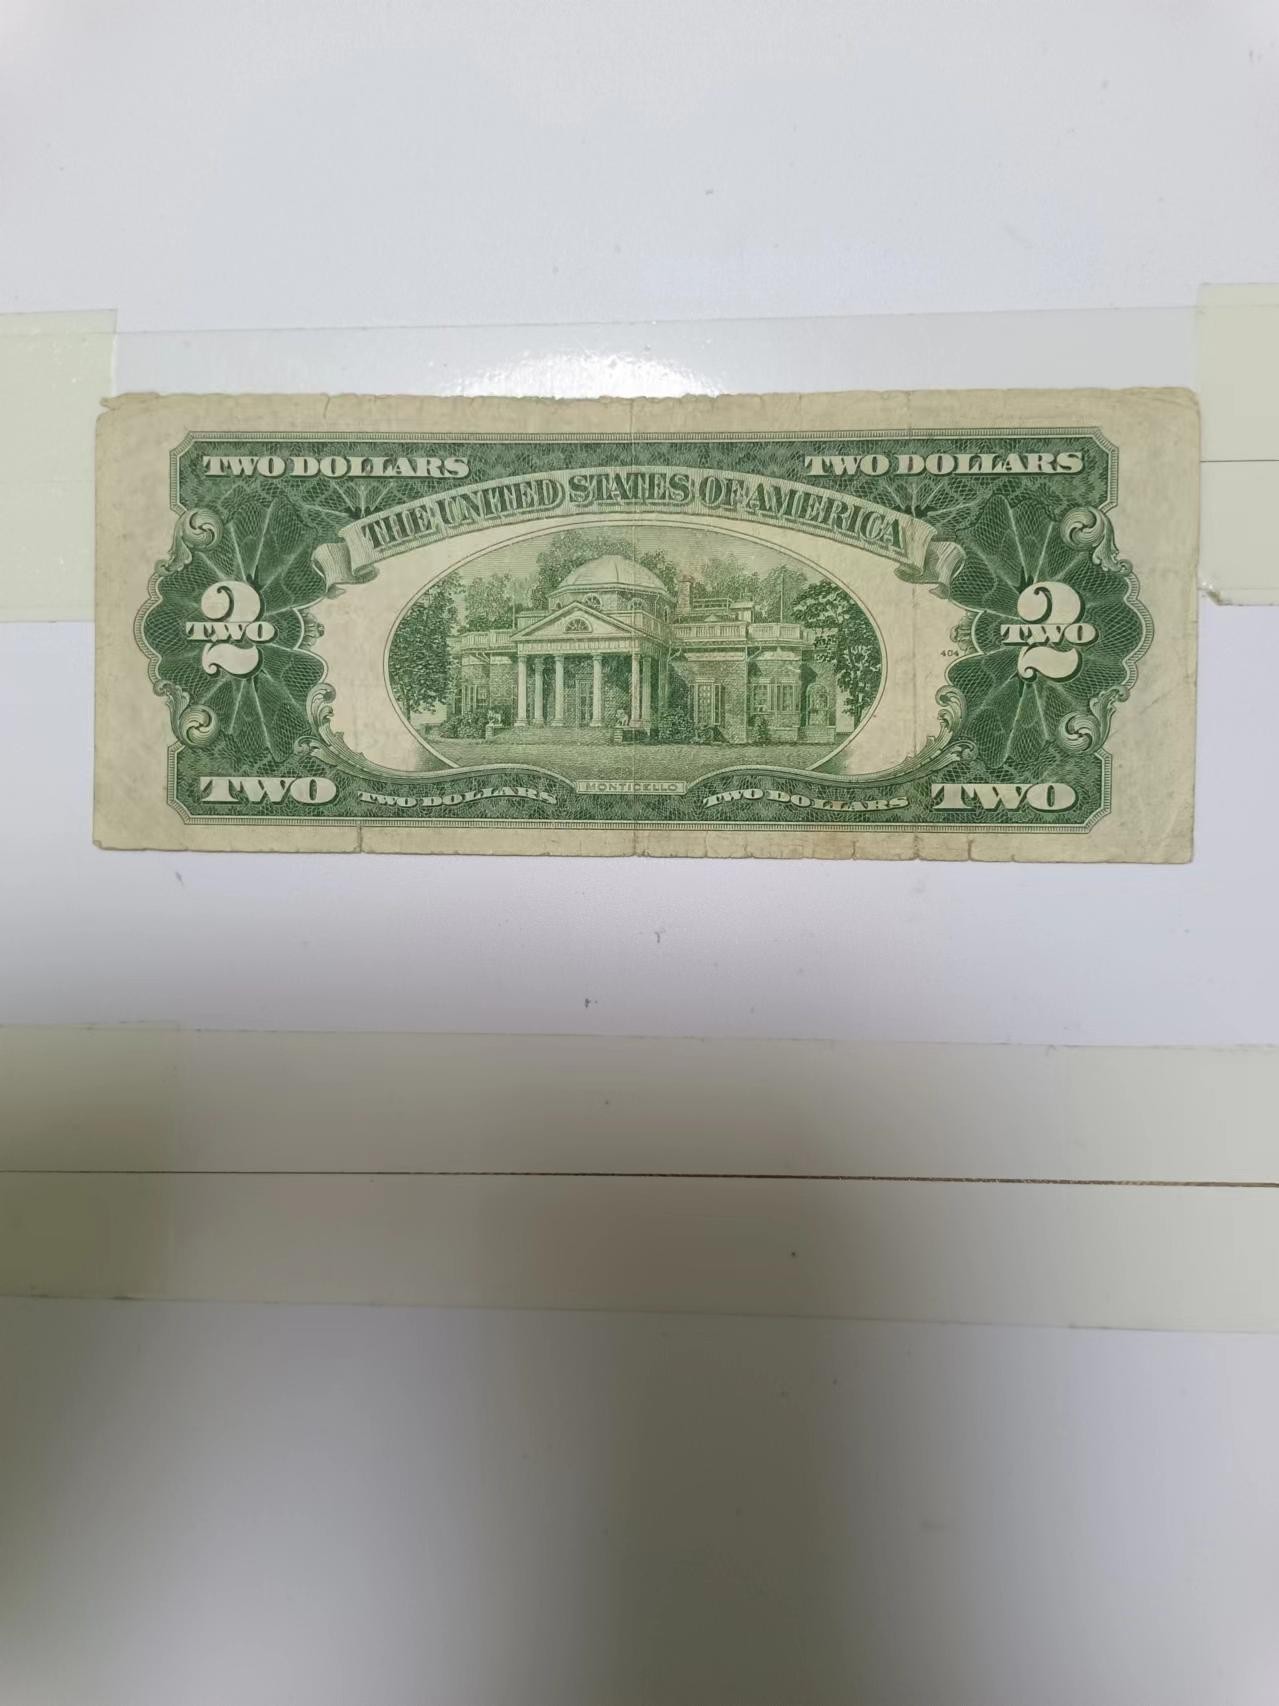 TWO DOLLARS TWO DOLLARS
THE UNITED STATES OF AMERICA
2 2
TWO TWO
404
TWO TWO DOLLARS MONTICELLO TWO DOLLARS TWO